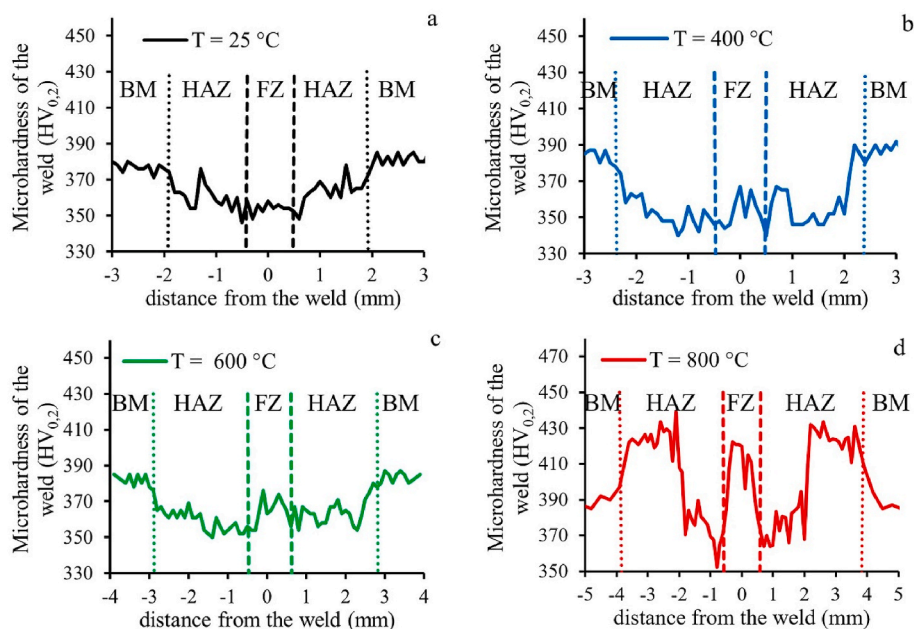 a
T = 25 °C
Microhardness of the
weld (HV0,2)
450
430
410
390
370
350
330
BM HAZ FZ HAZ BM
-3 -2 -1 0 1 2 3
distance from the weld (mm)
b
T = 400 °C
Microhardness of the
weld (HV0,2)
450
430
410
390
370
350
330
BM HAZ FZ HAZ BM
-3 -2 -1 0 1 2 3
distance from the weld (mm)
c
T = 600 °C
Microhardness of the
weld (HV0,2)
450
430
410
390
370
350
330
BM HAZ FZ HAZ BM
-4 -3 -2 -1 0 1 2 3 4
distance from the weld (mm)
d
T = 800 °C
Microhardness of the
weld (HV0,2)
470
450
430
410
390
370
350
BM HAZ FZ HAZ BM
-5 -4 -3 -2 -1 0 1 2 3 4 5
distance from the weld (mm)